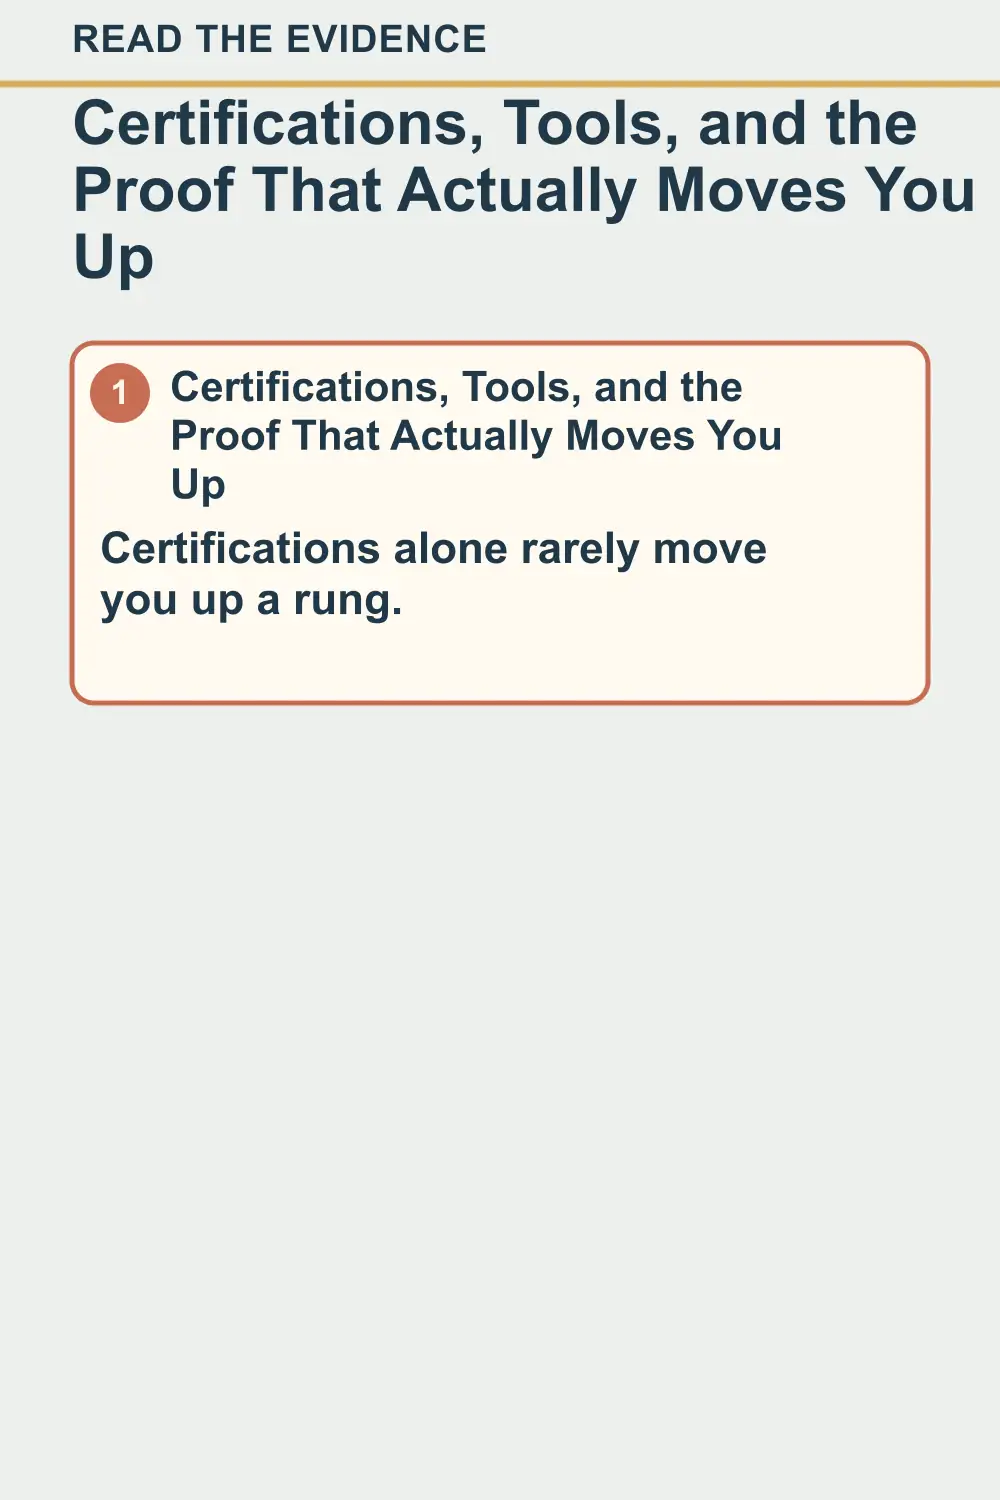 READ THE EVIDENCE
Certifications, Tools, and the
Proof That Actually Moves You
Up
1
Certifications, Tools, and the
Proof That Actually Moves You
Up
Certifications alone rarely move
you up a rung.